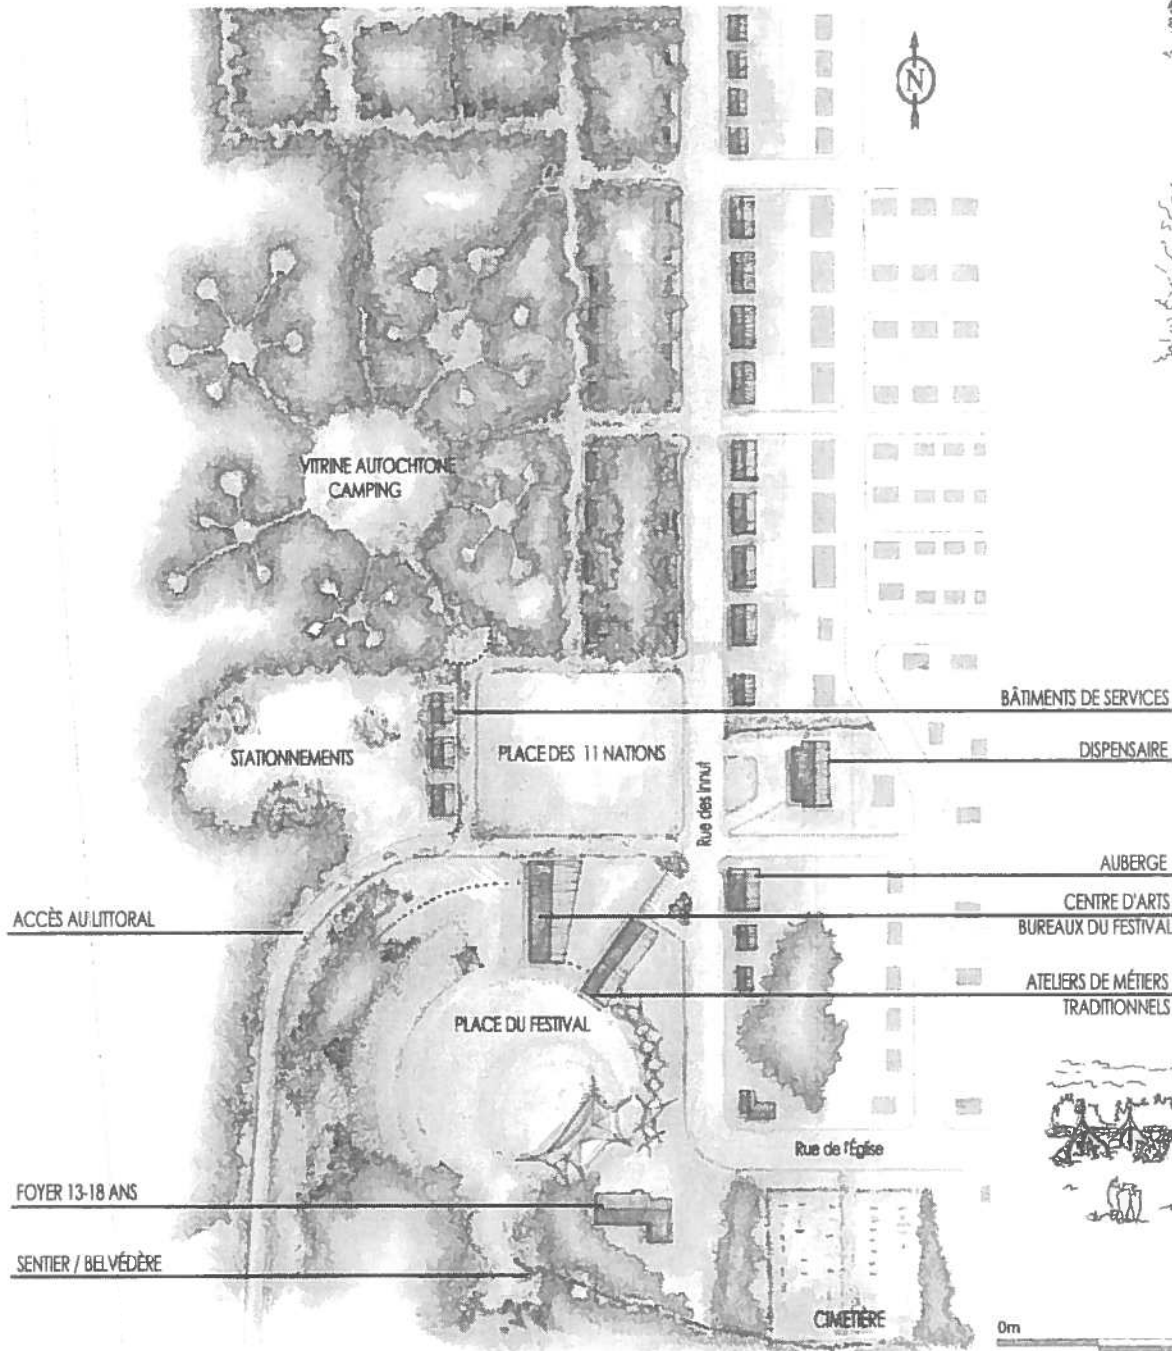 N
VITRINE AUTOCHTONE
CAMPING
BÂTIMENTS DE SERVICES
STATIONNEMENTS
PLACE DES 11 NATIONS
DISPENSAIRE
Rue des Innut
AUBERGE
CENTRE D'ARTS
BUREAUX DU FESTIVAL
ACCÈS AU LITTORAL
ATELIERS DE MÉTIERS
TRADITIONNELS
PLACE DU FESTIVAL
Rue de l'Église
FOYER 13-18 ANS
SENTIER / BELVÉDÈRE
CIMETIÈRE
0m